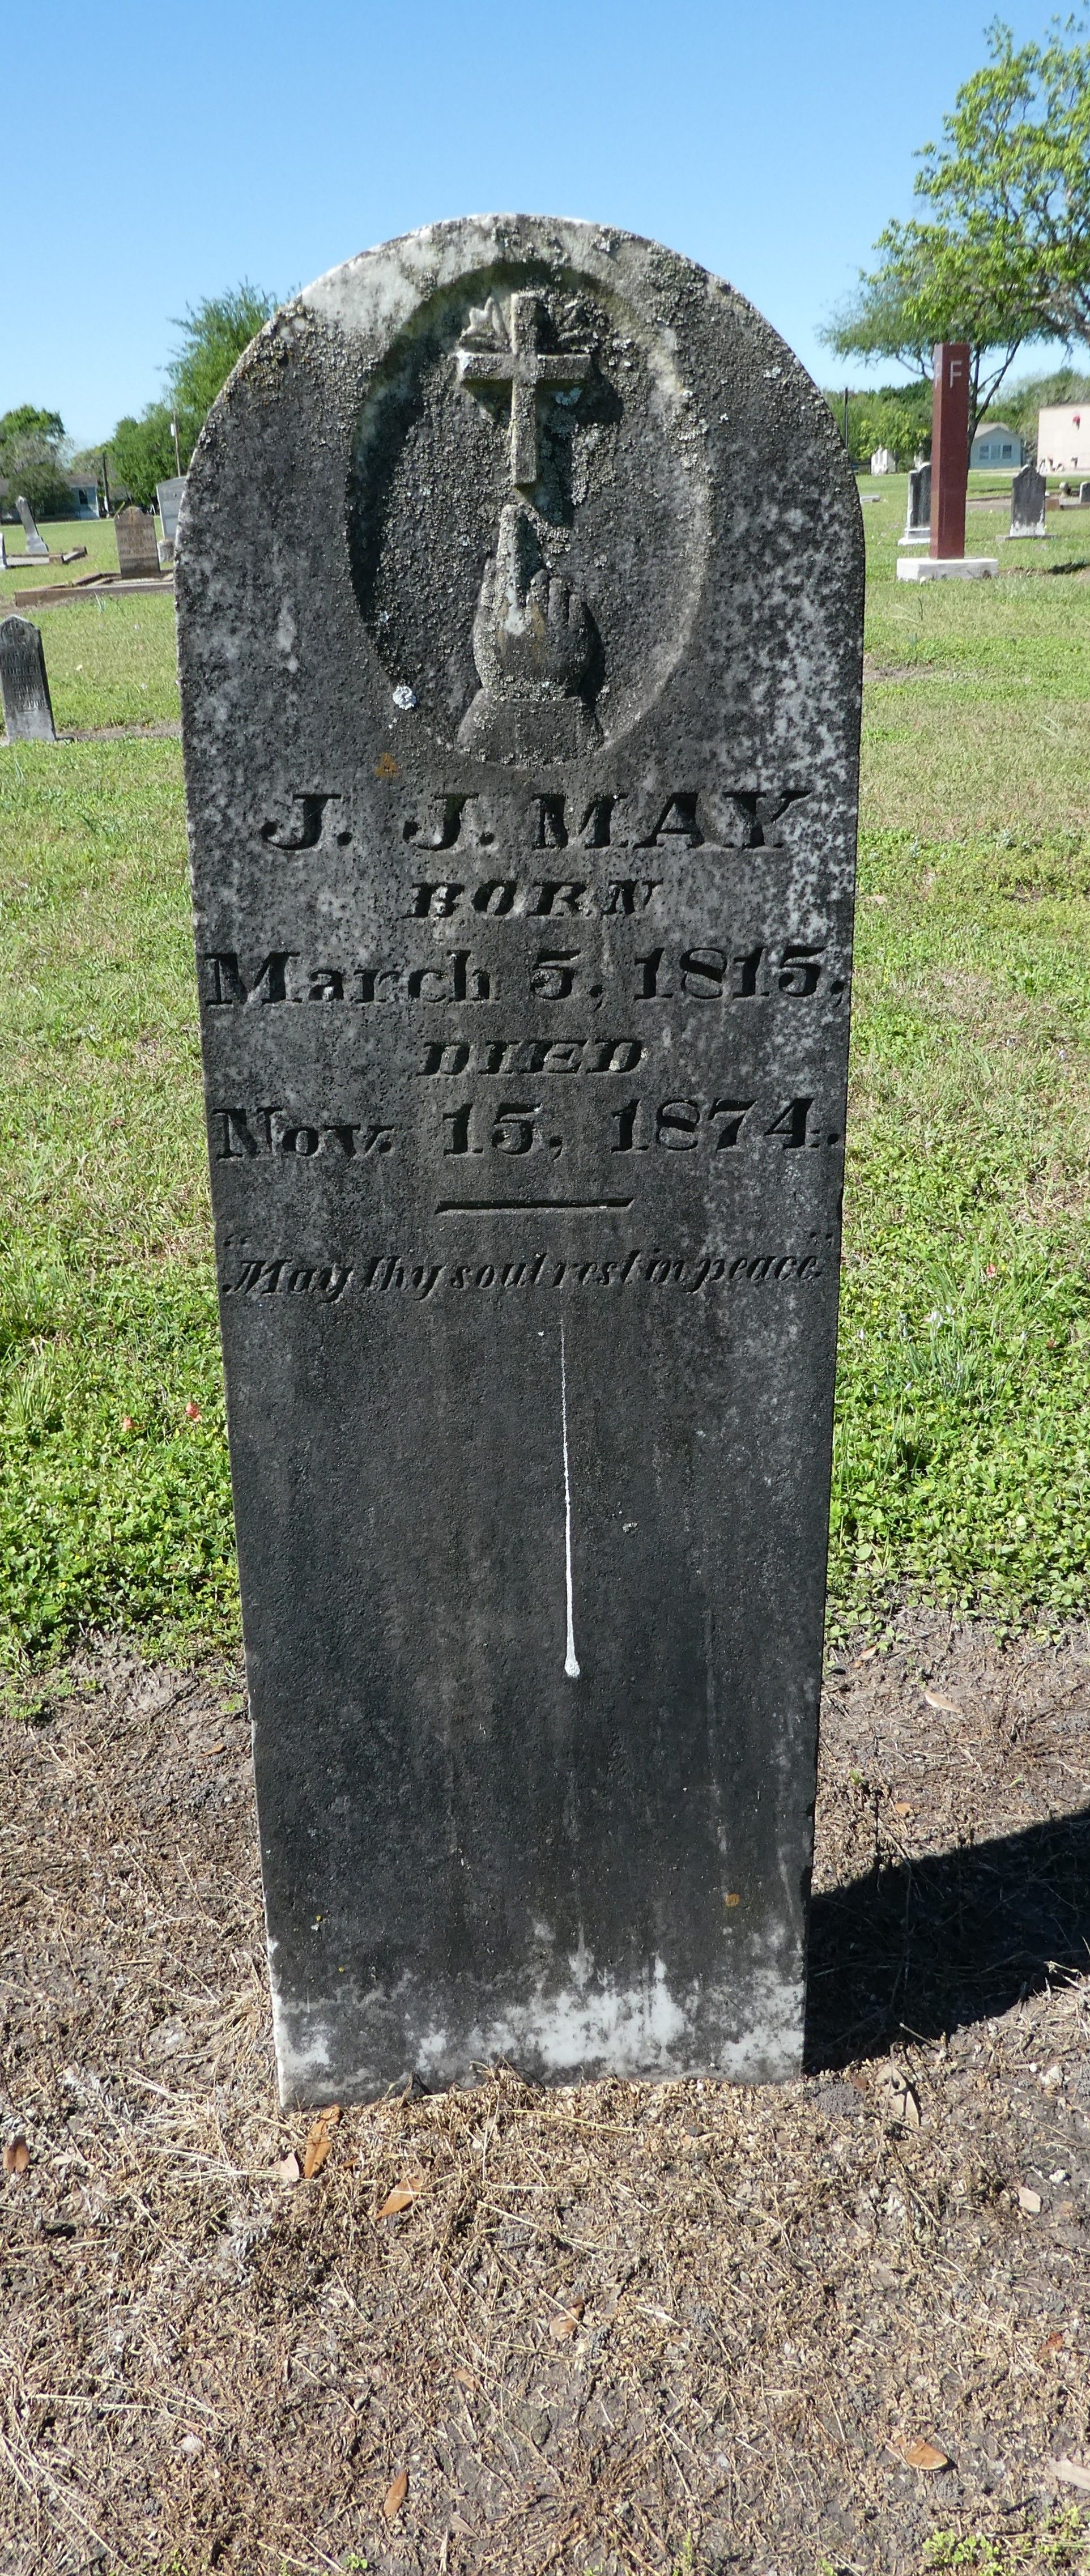 F
J. J. MAY
BORN
March 5, 1815,
DIED
Nov. 15, 1874.
"May thy soul rest in peace."